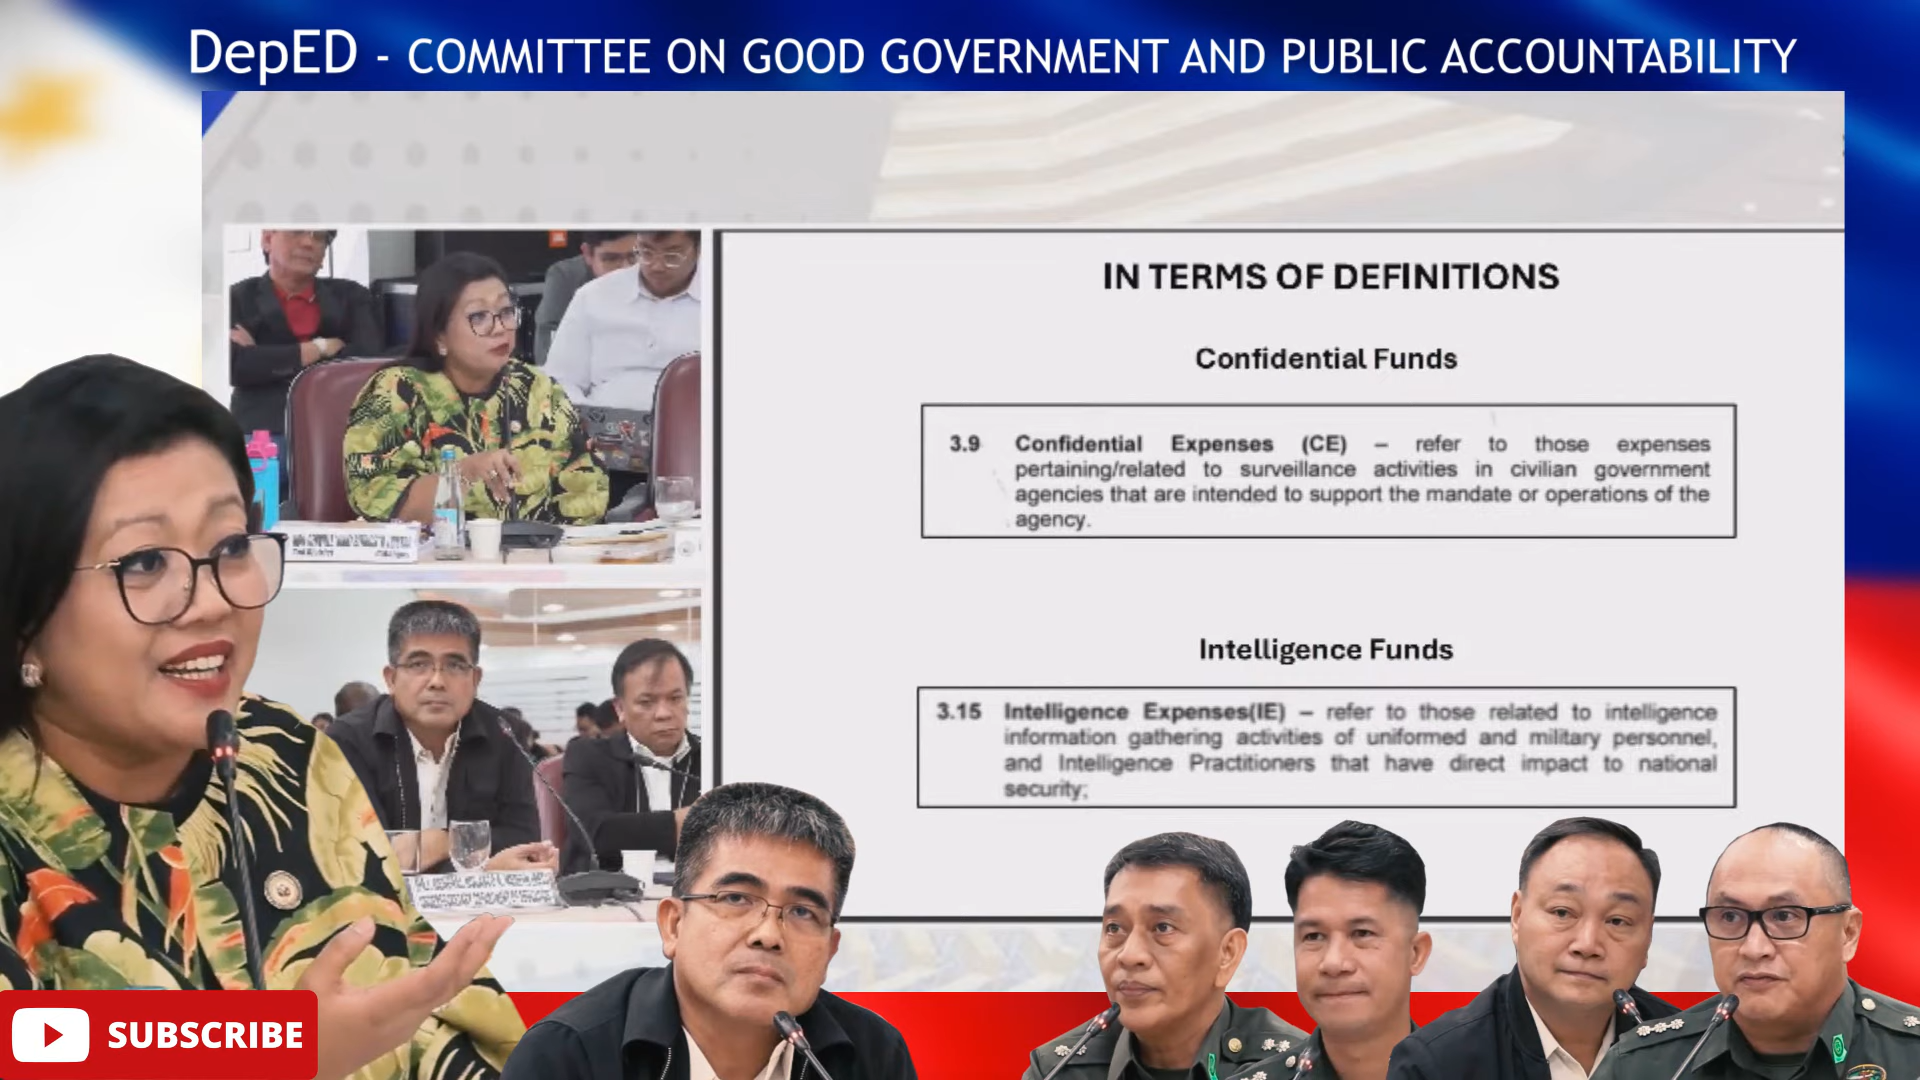 DepED - COMMITTEE ON GOOD GOVERNMENT AND PUBLIC ACCOUNTABILITY
IN TERMS OF DEFINITIONS
Confidential Funds
3.9 Confidential Expenses (CE) – refer to those expenses
pertaining/related to surveillance activities in civilian government
agencies that are intended to support the mandate or operations of the
agency.
Intelligence Funds
3.15 Intelligence Expenses(IE) – refer to those related to intelligence
information gathering activities of uniformed and military personnel,
and Intelligence Practitioners that have direct impact to national
security;
SUBSCRIBE